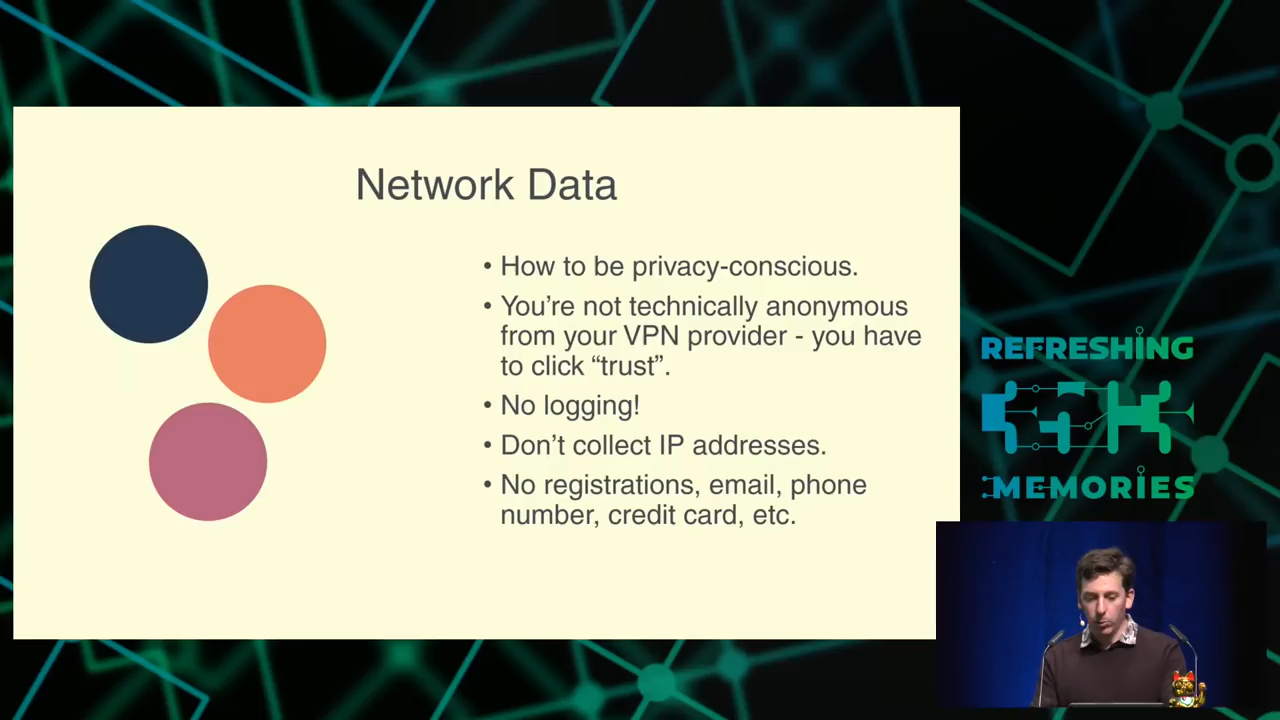 Network Data
• How to be privacy-conscious.
• You’re not technically anonymous
from your VPN provider - you have
to click “trust”.
• No logging!
• Don’t collect IP addresses.
• No registrations, email, phone
number, credit card, etc.
REFRESHING
MEMORIES